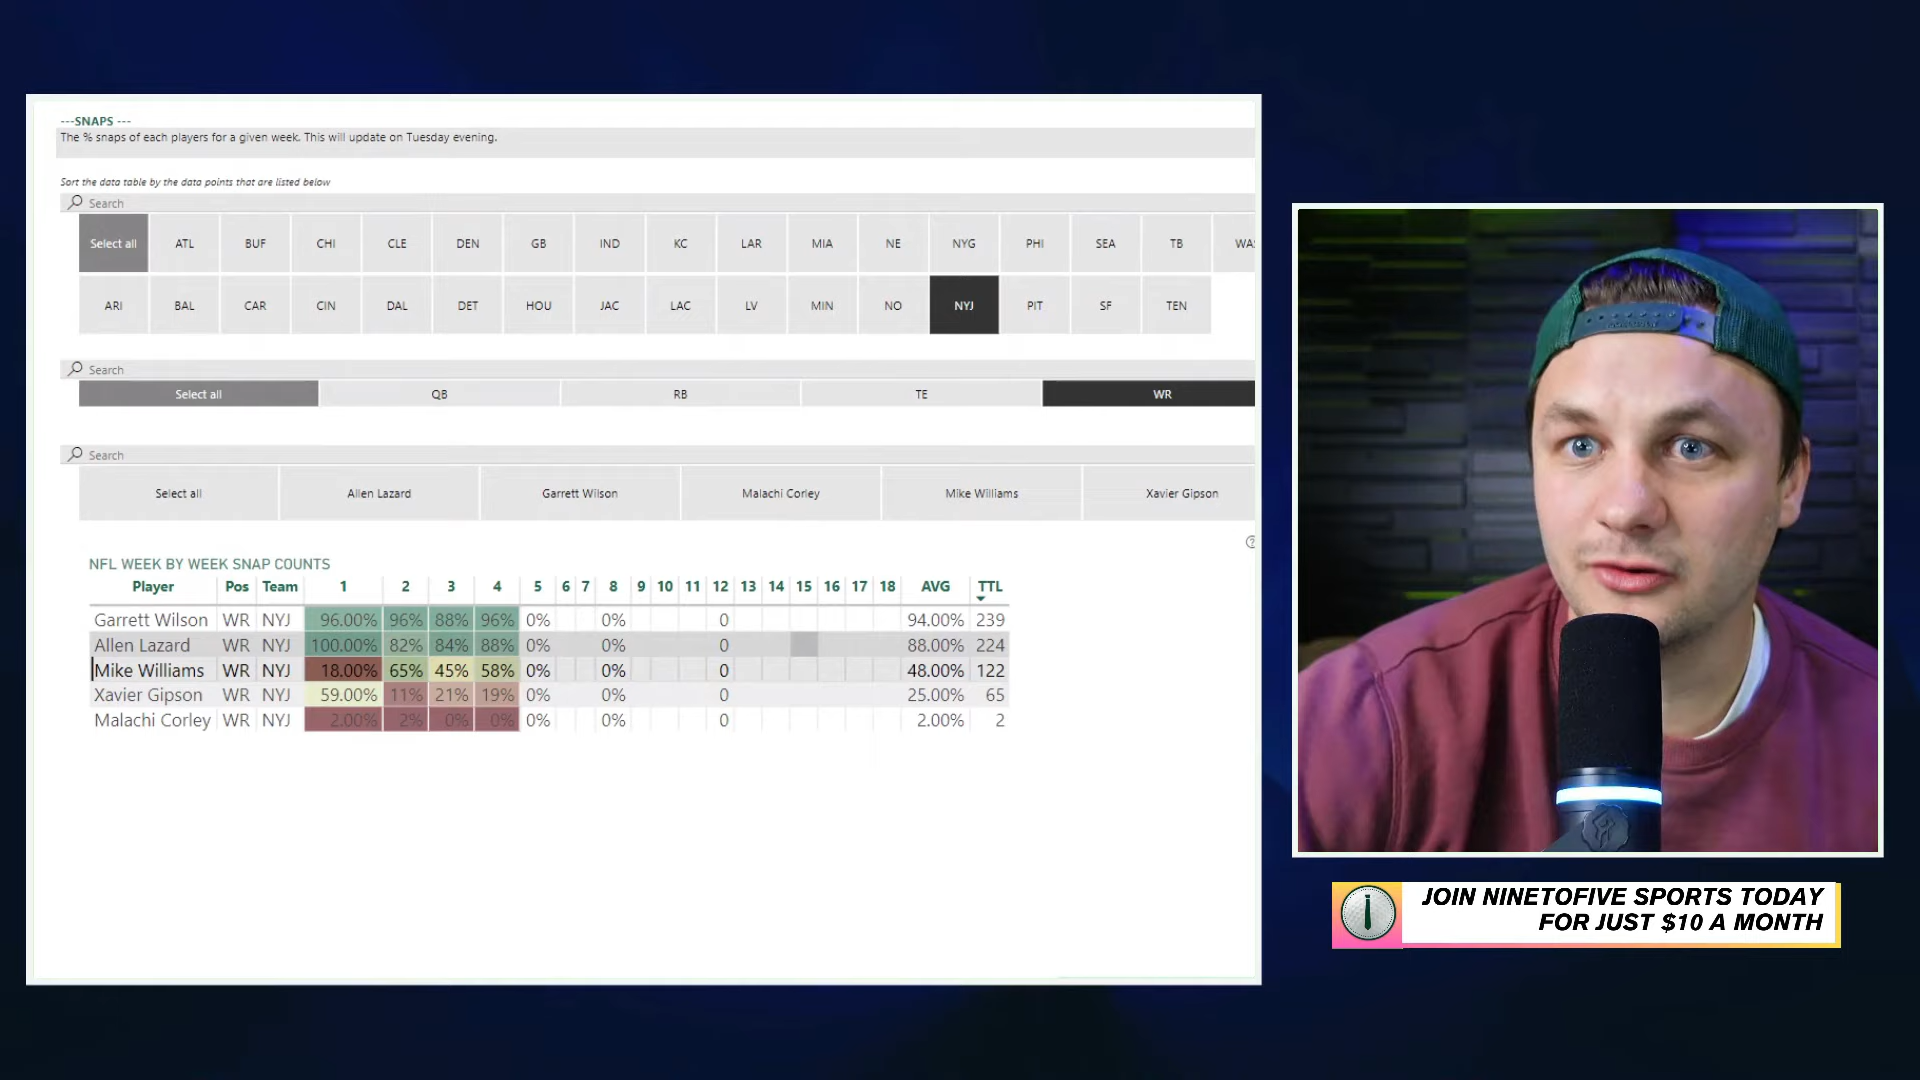 ---SNAPS ---
The % snaps of each players for a given week. This will update on Tuesday evening.
Sort the data table by the data points that are listed below
Search
Select all ATL BUF CHI CLE DEN GB IND KC LAR MIA NE NYG PHI SEA TB WA
ARI BAL CAR CIN DAL DET HOU JAC LAC LV MIN NO NYJ PIT SF TEN
Search
Select all QB RB TE WR
Search
Select all Allen Lazard Garrett Wilson Malachi Corley Mike Williams Xavier Gipson
NFL WEEK BY WEEK SNAP COUNTS
Player Pos Team 1 2 3 4 5 6 7 8 9 10 11 12 13 14 15 16 17 18 AVG TTL
Garrett Wilson WR NYJ 96.00% 96% 88% 96% 0% 0% 0 94.00% 239
Allen Lazard WR NYJ 100.00% 82% 84% 88% 0% 0% 0 88.00% 224
Mike Williams WR NYJ 18.00% 65% 45% 58% 0% 0% 0 48.00% 122
Xavier Gipson WR NYJ 59.00% 11% 21% 19% 0% 0% 0 25.00% 65
Malachi Corley WR NYJ 2.00% 2% 0% 0% 0% 0% 0 2.00% 2
JOIN NINETOFIVE SPORTS TODAY
FOR JUST $10 A MONTH